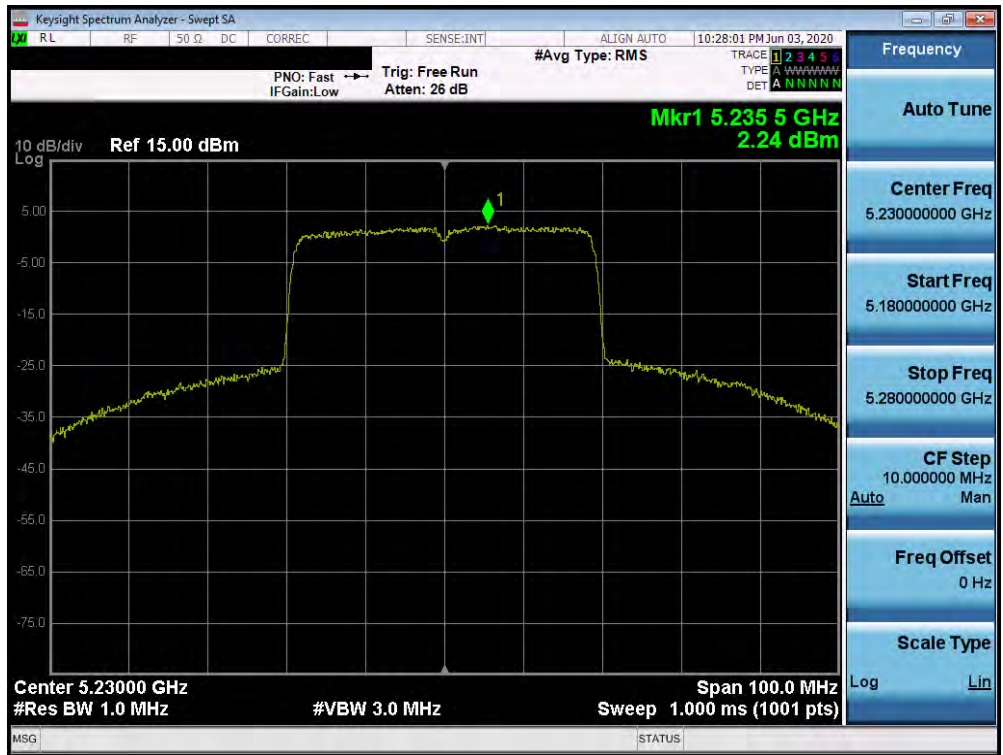 Keysight Spectrum Analyzer - Swept SA
LXI RL RF 50 Ω DC CORREC SENSE:INT ALIGN AUTO 10:28:01 PM Jun 03, 2020
#Avg Type: RMS
TRACE 1 2 3 4 5 6
TYPE A WWWWW
DET A N N N N N
PNO: Fast
IFGain:Low
Trig: Free Run
Atten: 26 dB
Mkr1 5.235 5 GHz
2.24 dBm
10 dB/div Ref 15.00 dBm
Log
1
5.00
-5.00
-15.0
-25.0
-35.0
-45.0
-55.0
-65.0
-75.0
Center 5.23000 GHz Span 100.0 MHz
#Res BW 1.0 MHz #VBW 3.0 MHz Sweep 1.000 ms (1001 pts)
MSG STATUS
Frequency
Auto Tune
Center Freq
5.230000000 GHz
Start Freq
5.180000000 GHz
Stop Freq
5.280000000 GHz
CF Step
10.000000 MHz
Auto Man
Freq Offset
0 Hz
Scale Type
Log Lin